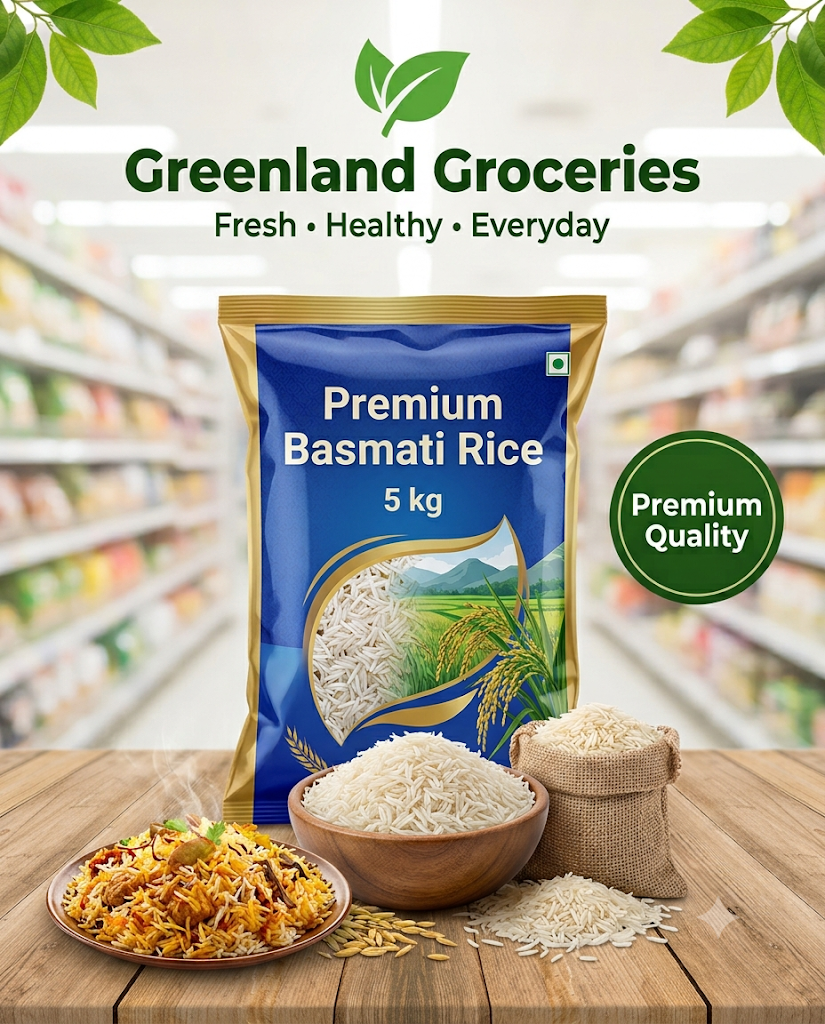 Greenland Groceries
Fresh • Healthy • Everyday
Premium
Basmati Rice
5 kg
Premium
Quality